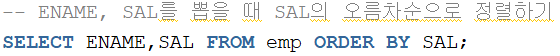 -- ENAME, SAL를 뽑을 때 SAL의 오름차순으로 정렬하기
SELECT ENAME,SAL FROM emp ORDER BY SAL;